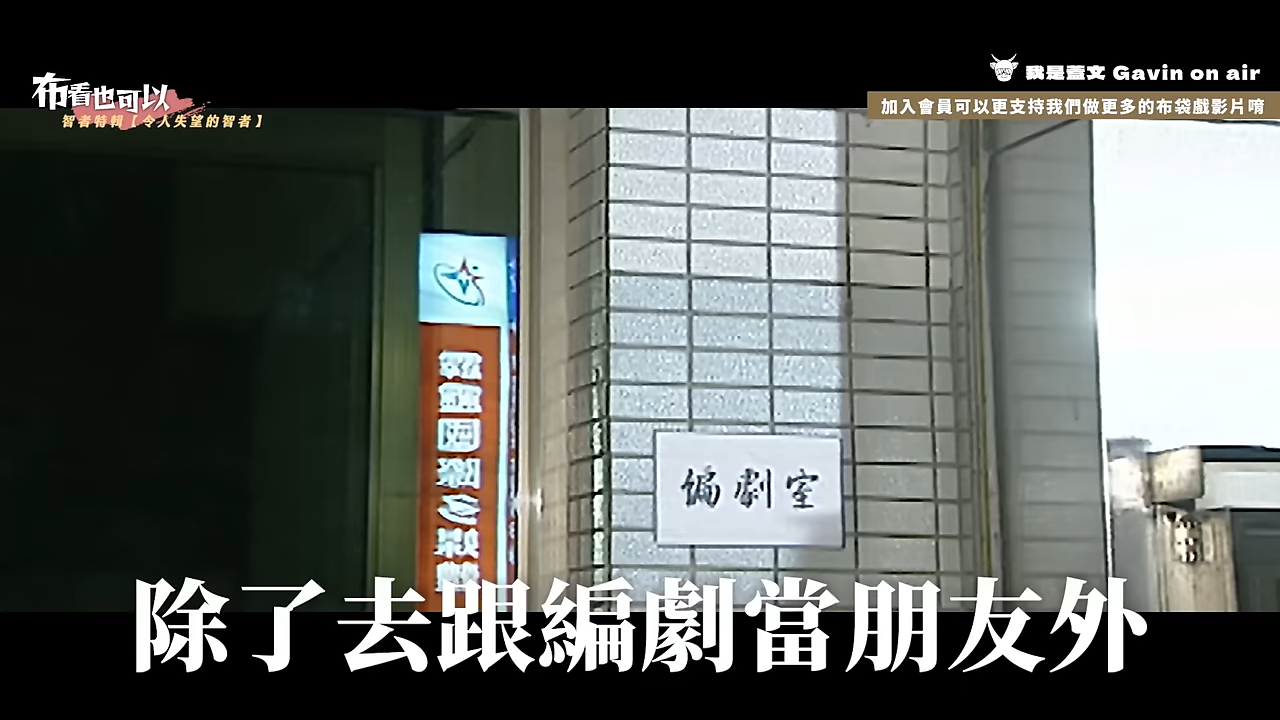 布看也可以
智者特輯【令人失望的智者】
我是蓋文 Gavin on air
加入會員可以更支持我們做更多的布袋戲影片唷
編劇室
除了去跟編劇當朋友外